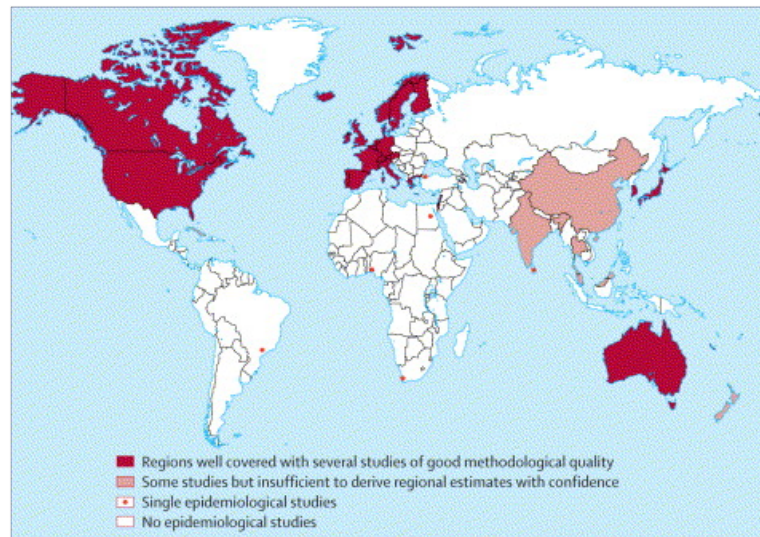 Regions well covered with several studies of good methodological quality
Some studies but insufficient to derive regional estimates with confidence
Single epidemiological studies
No epidemiological studies